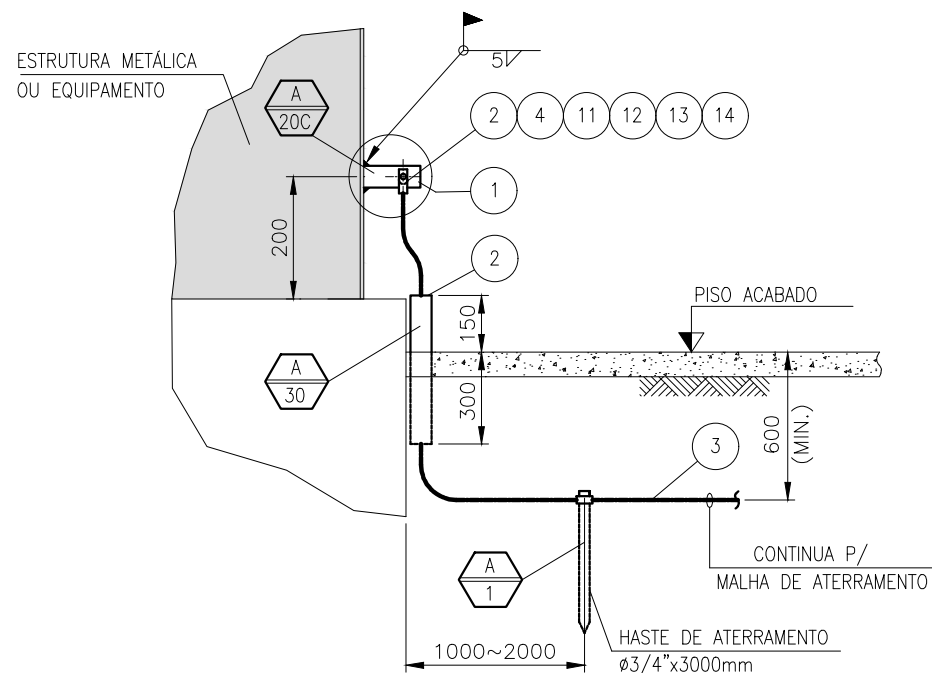 ESTRUTURA METÁLICA
OU EQUIPAMENTO
A
20C
5
2 4 11 12 13 14
1
200
2
PISO ACABADO
150
A
30
300
600
(MIN.)
3
CONTINUA P/
MALHA DE ATERRAMENTO
A
1
HASTE DE ATERRAMENTO
ø3/4"x3000mm
1000~2000